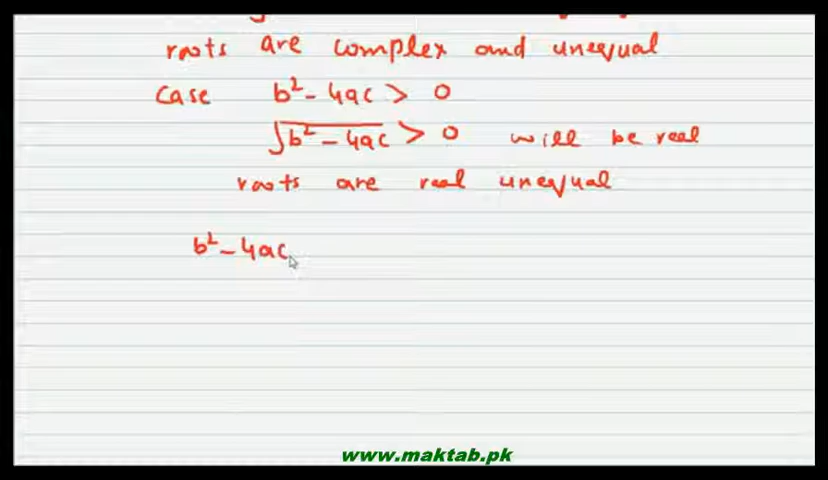 roots are complex and unequal
Case b² - 4ac > 0
√b² - 4ac > 0 will be real
roots are real unequal
b² - 4ac
www.maktab.pk